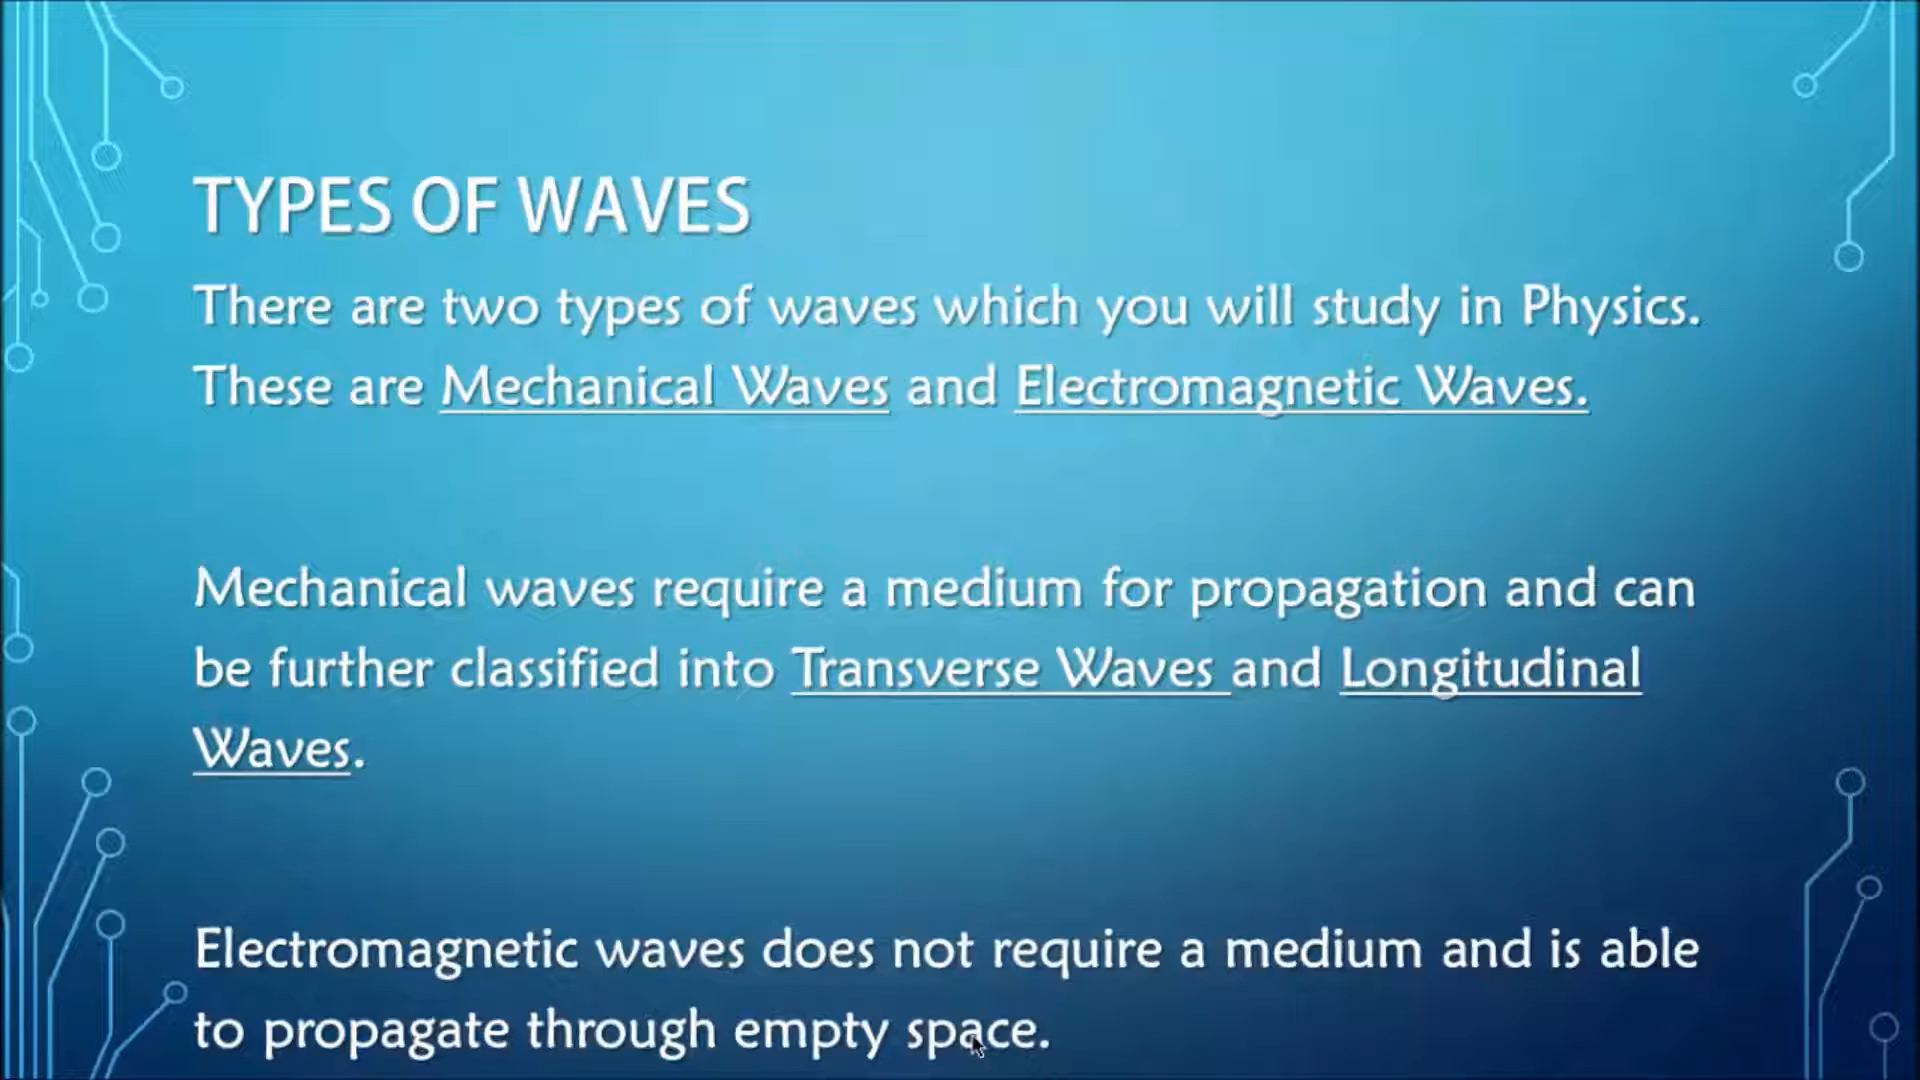 TYPES OF WAVES
There are two types of waves which you will study in Physics.
These are Mechanical Waves and Electromagnetic Waves.
Mechanical waves require a medium for propagation and can
be further classified into Transverse Waves and Longitudinal
Waves.
Electromagnetic waves does not require a medium and is able
to propagate through empty space.